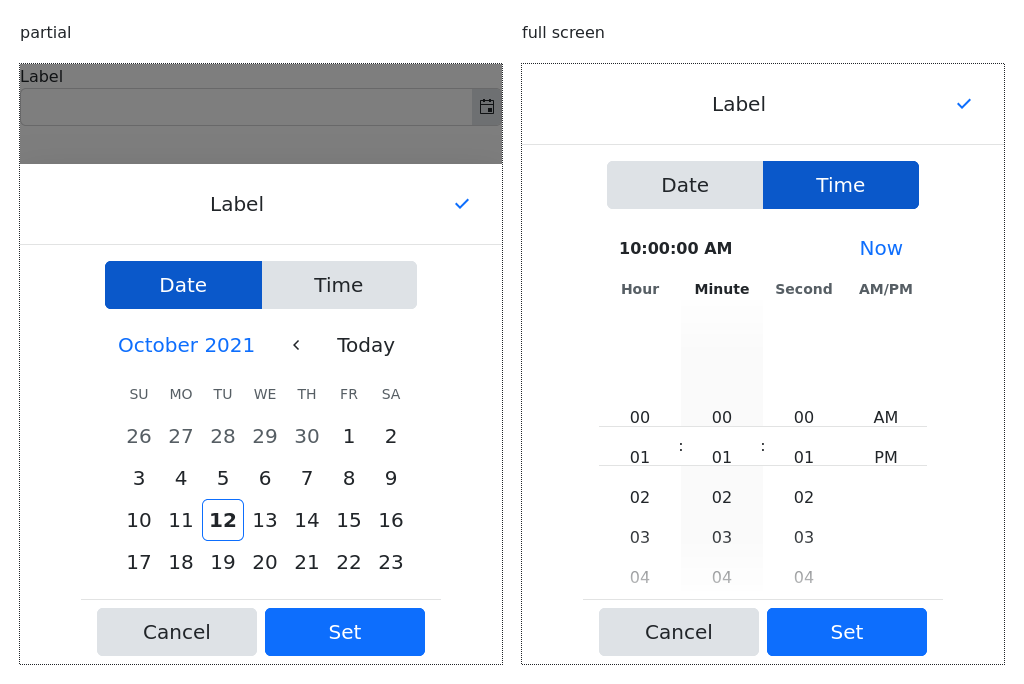 partial
Label
Label
Date Time
October 2021 Today
SU MO TU WE TH FR SA
26 27 28 29 30 1 2
3 4 5 6 7 8 9
10 11 12 13 14 15 16
17 18 19 20 21 22 23
Cancel Set
full screen
Label
Date Time
10:00:00 AM Now
Hour Minute Second AM/PM
00 00 00 AM
: :
01 01 01 PM
02 02 02
03 03 03
04 04 04
Cancel Set